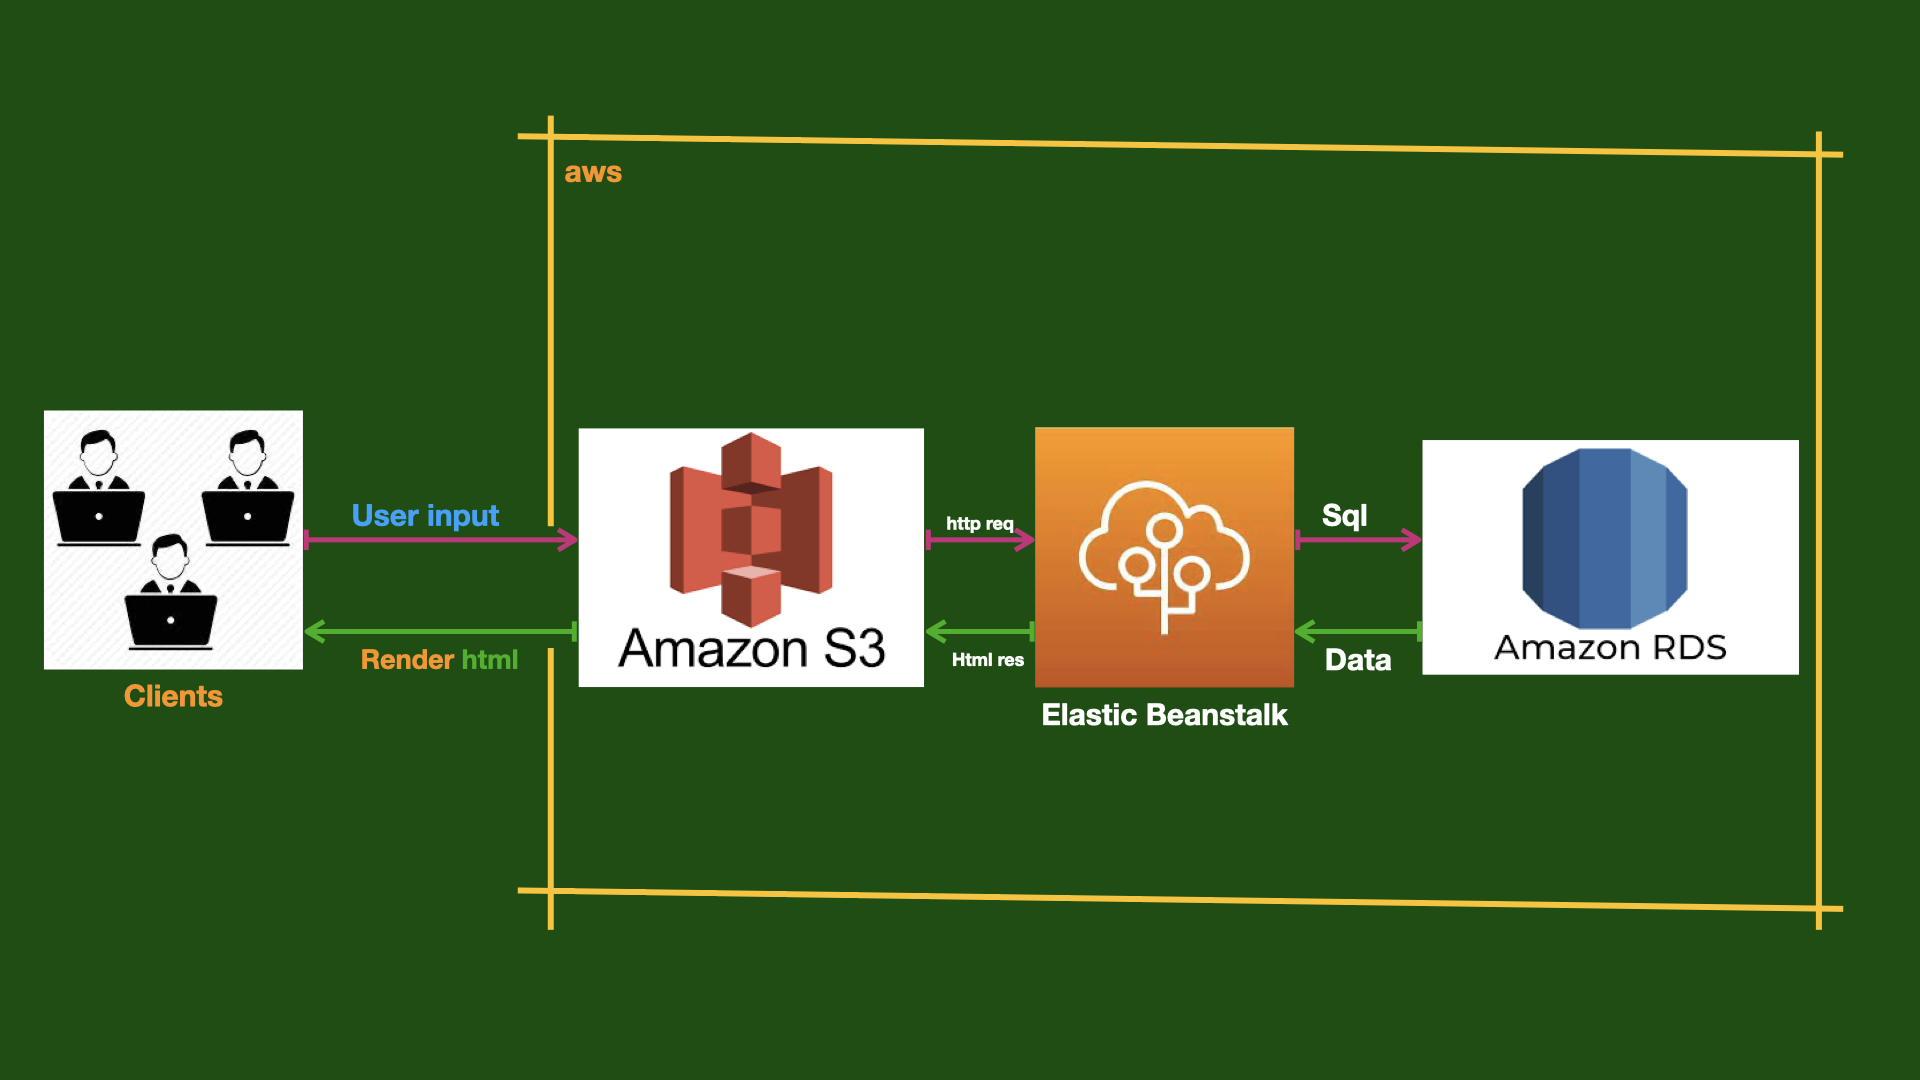 aws
User input
http req
Sql
Render html
Html res
Data
Amazon S3
Amazon RDS
Clients
Elastic Beanstalk